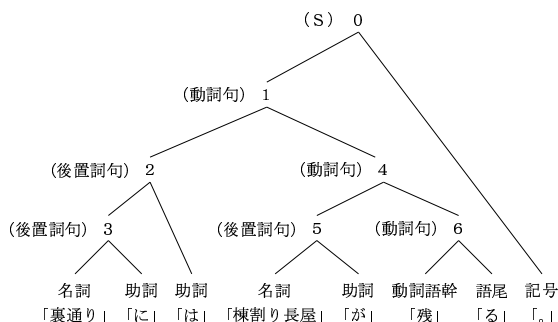 (S) 0
(動詞句) 1
(後置詞句) 2 (動詞句) 4
(後置詞句) 3 (後置詞句) 5 (動詞句) 6
名詞 助詞 助詞 名詞 助詞 動詞語幹 語尾 記号
「裏通り」 「に」 「は」 「棟割り長屋」 「が」 「残」 「る」 「。」